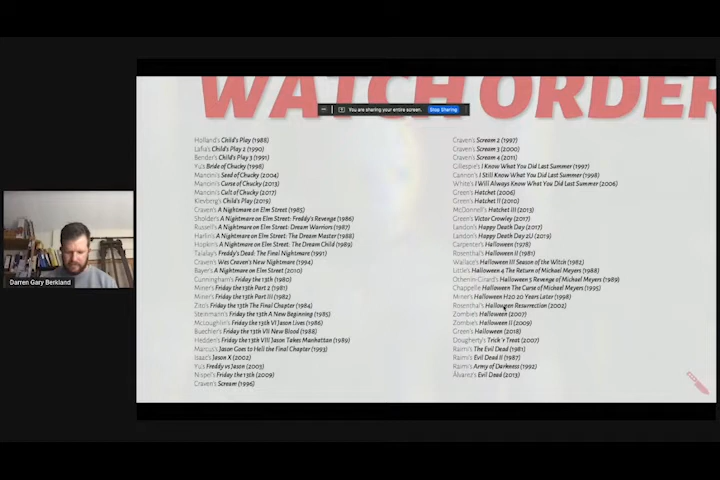 WATCH ORDER
You are sharing your entire screen. Stop Sharing
Holland's Child's Play (1988)
Lafia's Child's Play 2 (1990)
Bender's Child's Play 3 (1991)
Yu's Bride of Chucky (1998)
Mancini's Seed of Chucky (2004)
Mancini's Curse of Chucky (2013)
Mancini's Cult of Chucky (2017)
Klevberg's Child's Play (2019)
Craven's A Nightmare on Elm Street (1985)
Sholder's A Nightmare on Elm Street: Freddy's Revenge (1986)
Russell's A Nightmare on Elm Street: Dream Warriors (1987)
Harlin's A Nightmare on Elm Street: The Dream Master (1988)
Hopkin's A Nightmare on Elm Street: The Dream Child (1989)
Talalay's Freddy's Dead: The Final Nightmare (1991)
Craven's Wes Craven's New Nightmare (1994)
Bayer's A Nightmare on Elm Street (2010)
Cunningham's Friday the 13th (1980)
Miner's Friday the 13th Part 2 (1981)
Miner's Friday the 13th Part III (1982)
Zito's Friday the 13th The Final Chapter (1984)
Steinmann's Friday the 13th A New Beginning (1985)
Mcloughlin's Friday the 13th VI Jason Lives (1986)
Buechler's Friday the 13th VII New Blood (1988)
Hedden's Friday the 13th VIII Jason Takes Manhattan (1989)
Marcus's Jason Goes to Hell the Final Chapter (1993)
Isaac's Jason X (2002)
Yu's Freddy vs Jason (2003)
Nispel's Friday the 13th (2009)
Craven's Scream (1996)
Craven's Scream 2 (1997)
Craven's Scream 3 (2000)
Craven's Scream 4 (2011)
Gillespie's I Know What You Did Last Summer (1997)
Cannon's I Still Know What You Did Last Summer (1998)
White's I Will Always Know What You Did Last Summer (2006)
Green's Hatchet (2006)
Green's Hatchet II (2010)
McDonnell's Hatchet III (2013)
Green's Victor Crowley (2017)
Landon's Happy Death Day (2017)
Landon's Happy Death Day 2U (2019)
Carpenter's Halloween (1978)
Rosenthal's Halloween II (1981)
Wallace's Halloween III Season of the Witch (1982)
Little's Halloween 4 The Return of Michael Meyers (1988)
Othenin-Girard's Halloween 5 Revenge of Michael Meyers (1989)
Chappelle Halloween The Curse of Michael Meyers (1995)
Miner's Halloween H20 20 Years Later (1998)
Rosenthal's Halloween Resurrection (2002)
Zombie's Halloween (2007)
Zombie's Halloween II (2009)
Green's Halloween (2018)
Dougherty's Trick 'r Treat (2007)
Raimi's The Evil Dead (1981)
Raimi's Evil Dead II (1987)
Raimi's Army of Darkness (1992)
Álvarez's Evil Dead (2013)
Darren Gary Berkland